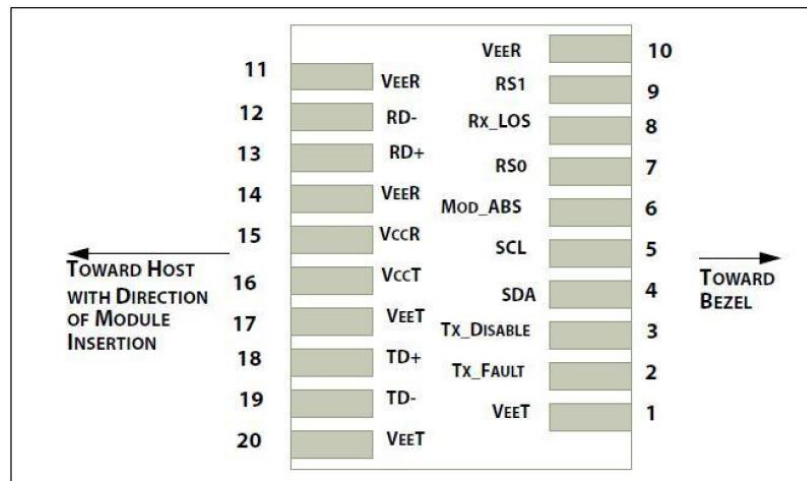 11 VEER
12 RD-
13 RD+
14 VEER
15 VCCR
16 VCCT
17 VEET
18 TD+
19 TD-
20 VEET
VEER 10
RS1 9
RX_LOS 8
RS0 7
MOD_ABS 6
SCL 5
SDA 4
TX_DISABLE 3
TX_FAULT 2
VEET 1
TOWARD HOST
WITH DIRECTION
OF MODULE
INSERTION
TOWARD
BEZEL